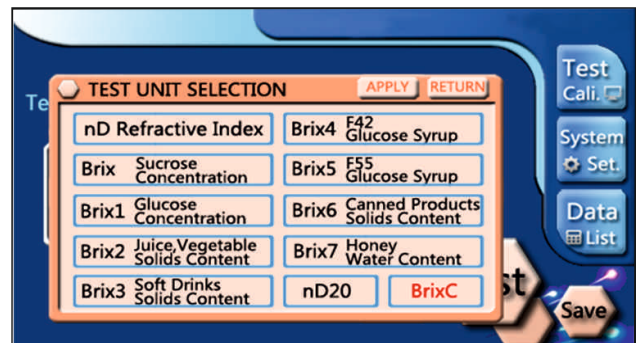 Te
TEST UNIT SELECTION APPLY RETURN
nD Refractive Index
Brix Sucrose
Concentration
Brix1 Glucose
Concentration
Brix2 Juice,Vegetable
Solids Content
Brix3 Soft Drinks
Solids Content
Brix4 F42
Glucose Syrup
Brix5 F55
Glucose Syrup
Brix6 Canned Products
Solids Content
Brix7 Honey
Water Content
nD20 BrixC
Test
Cali.
System
Set.
Data
List
st
Save